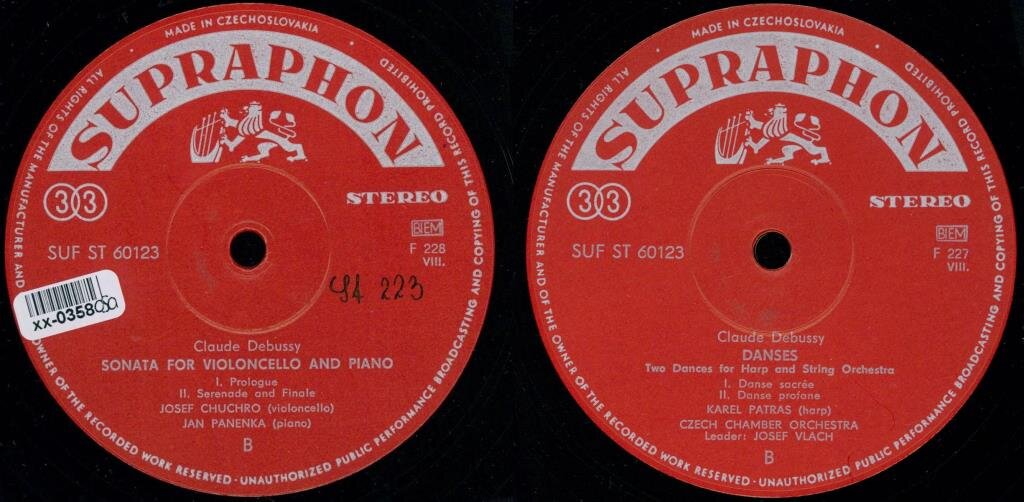 MADE IN CZECHOSLOVAKIA
ALL RIGHTS OF THE MANUFACTURER AND OF THE OWNER OF THE RECORDED WORK RESERVED - UNAUTHORIZED PUBLIC PERFORMANCE BROADCASTING AND COPYING OF THIS RECORD PROHIBITED
SUPRAPHON
33
STEREO
SUF ST 60123
BIEM
F 228
VIII.
xx-0358
Claude Debussy
SONATA FOR VIOLONCELLO AND PIANO
I. Prologue
II. Serenade and Finale
JOSEF CHUCHRO (violoncello)
JAN PANENKA (piano)
B
MADE IN CZECHOSLOVAKIA
ALL RIGHTS OF THE MANUFACTURER AND OF THE OWNER OF THE RECORDED WORK RESERVED - UNAUTHORIZED PUBLIC PERFORMANCE BROADCASTING AND COPYING OF THIS RECORD PROHIBITED
SUPRAPHON
33
STEREO
SUF ST 60123
BIEM
F 227
VIII.
Claude Debussy
DANSES
Two Dances for Harp and String Orchestra
I. Danse sacrée
II. Danse profane
KAREL PATRAS (harp)
CZECH CHAMBER ORCHESTRA
Leader: JOSEF VLACH
B